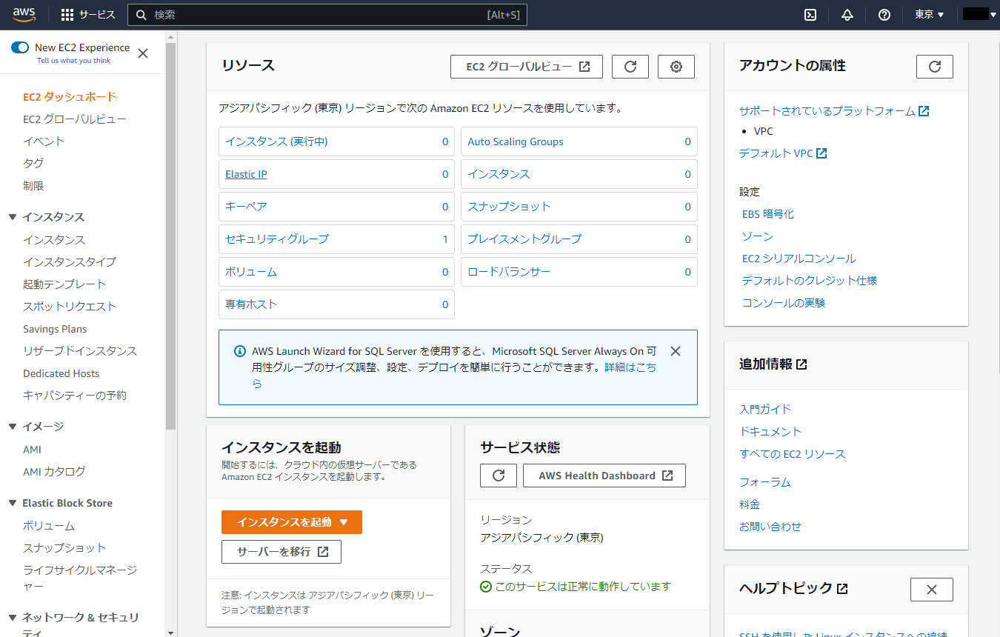 aws
サービス
検索
[Alt+S]
東京
New EC2 Experience
Tell us what you think
EC2 ダッシュボード
EC2 グローバルビュー
イベント
タグ
制限
インスタンス
インスタンス
インスタンスタイプ
起動テンプレート
スポットリクエスト
Savings Plans
リザーブドインスタンス
Dedicated Hosts
キャパシティーの予約
イメージ
AMI
AMI カタログ
Elastic Block Store
ボリューム
スナップショット
ライフサイクルマネージ
ャー
ネットワーク & セキュリ
ティ
リソース
EC2 グローバルビュー
アジアパシフィック (東京) リージョンで次の Amazon EC2 リソースを使用しています。
インスタンス (実行中) 0
Auto Scaling Groups 0
Elastic IP 0
インスタンス 0
キーペア 0
スナップショット 0
セキュリティグループ 1
プレイスメントグループ 0
ボリューム 0
ロードバランサー 0
専有ホスト 0
AWS Launch Wizard for SQL Server を使用すると、Microsoft SQL Server Always On 可
用性グループのサイズ調整、設定、デプロイを簡単に行うことができます。詳細はこち
ら
インスタンスを起動
開始するには、クラウド内の仮想サーバーである
Amazon EC2 インスタンスを起動します。
インスタンスを起動
サーバーを移行
注意: インスタンスは アジアパシフィック (東京) リー
ジョンで起動されます
サービス状態
AWS Health Dashboard
リージョン
アジアパシフィック (東京)
ステータス
このサービスは正常に動作しています
ゾーン
アカウントの属性
サポートされているプラットフォーム
VPC
デフォルト VPC
設定
EBS 暗号化
ゾーン
EC2 シリアルコンソール
デフォルトのクレジット仕様
コンソールの実験
追加情報
入門ガイド
ドキュメント
すべての EC2 リソース
フォーラム
料金
お問い合わせ
ヘルプトピック
SSH を使用した Linux インスタンスへの接続